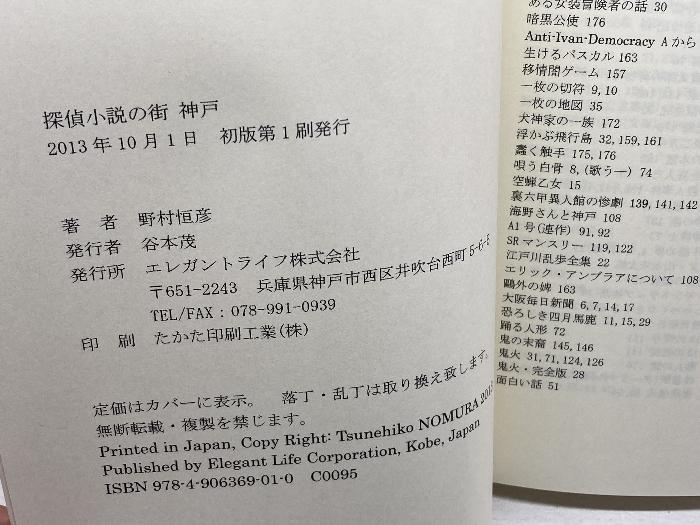 探偵小説の街 神戸
2013年10月1日 初版第1刷発行
著者 野村恒彦
発行者 谷本茂
発行所 エレガントライフ株式会社
〒651-2243 兵庫県神戸市西区井吹台西町5-6-5
TEL/FAX:078-991-0939
印刷 たかた印刷工業(株)
定価はカバーに表示。 落丁・乱丁は取り換え致します。
無断転載・複製を禁じます。
Printed in Japan, Copy Right: Tsunehiko NOMURA 2013
Published by Elegant Life Corporation, Kobe, Japan
ISBN 978-4-906369-01-0 C0095
ある女装冒険者の話 30
暗黒公使 176
Anti-Ivan-Democracy Aから
生けるパスカル 163
移情閣ゲーム 157
一枚の切符 9, 10
一枚の地図 35
犬神家の一族 172
浮かぶ飛行島 32, 159, 161
蠢く触手 175, 176
唄う白骨 8, (歌う―) 74
空蝉乙女 15
裏六甲異人館の惨劇 139, 141, 142
海野さんと神戸 108
A1号(連作) 91, 92
SRマンスリー 119, 122
江戸川乱歩全集 22
エリック・アンブラアについて 108
鷗外の婢 163
大阪毎日新聞 6, 7, 14, 17
恐ろしき四月馬鹿 11, 15, 29
踊る人形 72
鬼の末裔 145, 146
鬼火 31, 71, 124, 126
鬼火・完全版 28
面白い話 51